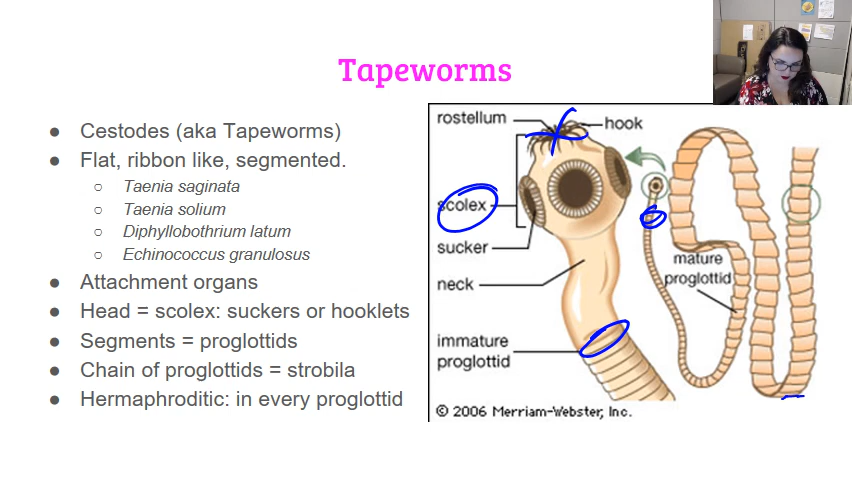 Tapeworms
● Cestodes (aka Tapeworms)
● Flat, ribbon like, segmented.
○ Taenia saginata
○ Taenia solium
○ Diphyllobothrium latum
○ Echinococcus granulosus
● Attachment organs
● Head = scolex: suckers or hooklets
● Segments = proglottids
● Chain of proglottids = strobila
● Hermaphroditic: in every proglottid
rostellum
hook
scolex
sucker
neck
immature
proglottid
mature
proglottid
© 2006 Merriam-Webster, Inc.